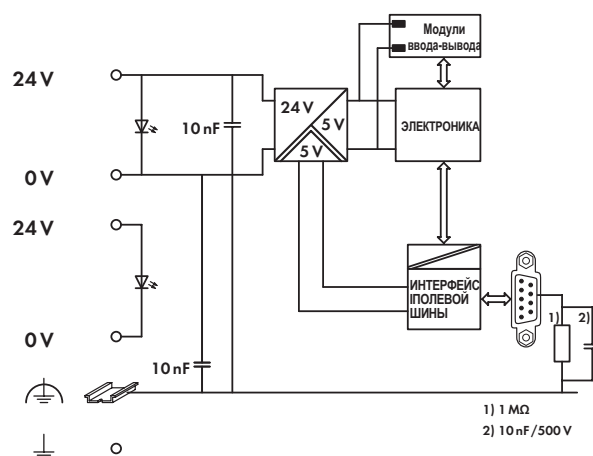 Модули
ввода-вывода
24 V
24 V
5 V
10 nF
ЭЛЕКТРОНИКА
5 V
0 V
24 V
ИНТЕРФЕЙС
IПОЛЕВОЙ
ШИНЫ
1)
2)
0 V
10 nF
1) 1 MΩ
2) 10 nF/500 V